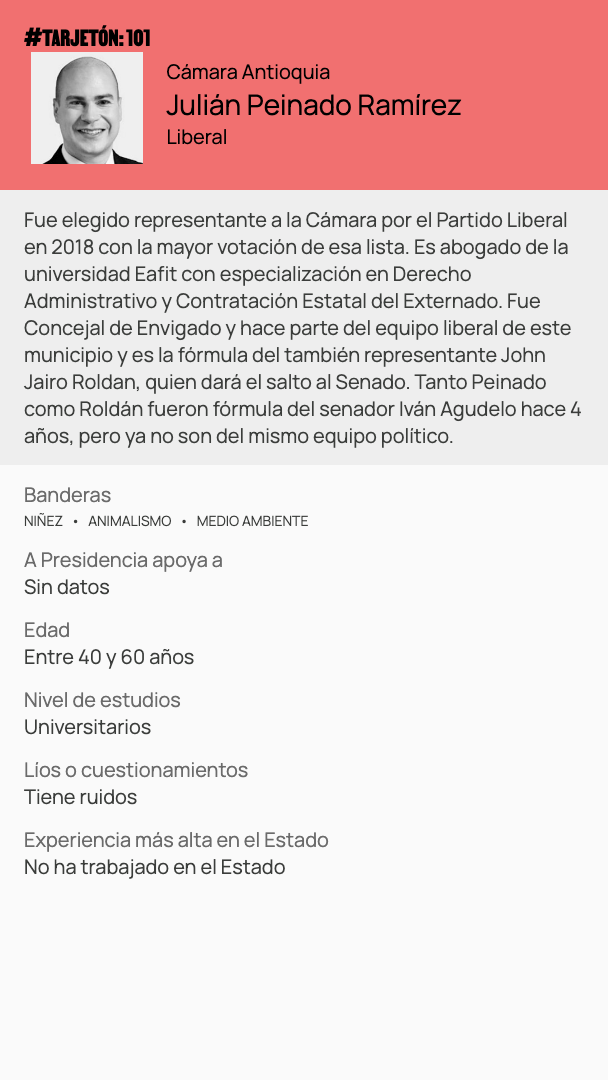 #TARJETÓN: 101
Cámara Antioquia
Julián Peinado Ramírez
Liberal
Fue elegido representante a la Cámara por el Partido Liberal
en 2018 con la mayor votación de esa lista. Es abogado de la
universidad Eafit con especialización en Derecho
Administrativo y Contratación Estatal del Externado. Fue
Concejal de Envigado y hace parte del equipo liberal de este
municipio y es la fórmula del también representante John
Jairo Roldan, quien dará el salto al Senado. Tanto Peinado
como Roldán fueron fórmula del senador Iván Agudelo hace 4
años, pero ya no son del mismo equipo político.
Banderas
NIÑEZ • ANIMALISMO • MEDIO AMBIENTE
A Presidencia apoya a
Sin datos
Edad
Entre 40 y 60 años
Nivel de estudios
Universitarios
Líos o cuestionamientos
Tiene ruidos
Experiencia más alta en el Estado
No ha trabajado en el Estado